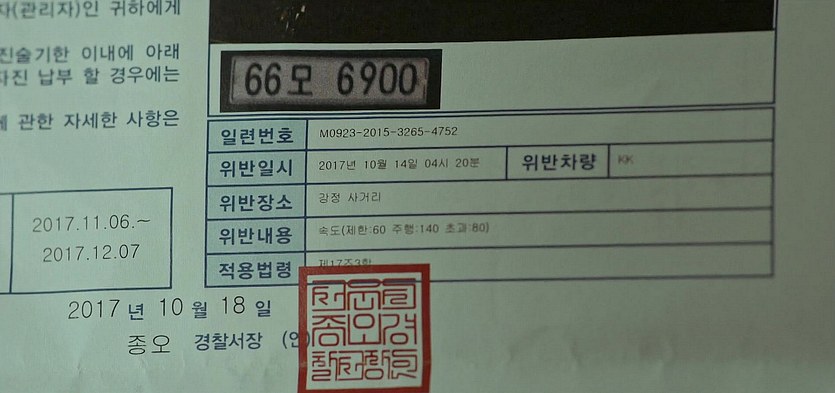 자(관리자)인 귀하에게
진술기한 이내에 아래
자진 납부 할 경우에는
에 관한 자세한 사항은
66모 6900
일련번호 M0923-2015-3265-4752
위반일시 2017년 10월 14일 04시 20분 위반차량 KK
위반장소 강정 사거리
위반내용 속도(제한:60 주행:140 초과:80)
적용법령 제17조3항
2017.11.06.~
2017.12.07
2017 년 10 월 18 일
종오 경찰서장 (인)
종오경